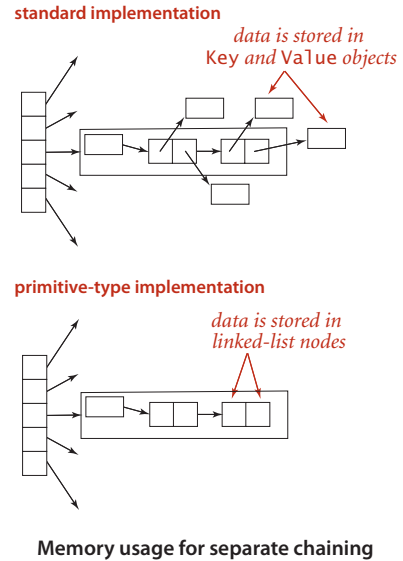 standard implementation
data is stored in
Key and Value objects
primitive-type implementation
data is stored in
linked-list nodes
Memory usage for separate chaining